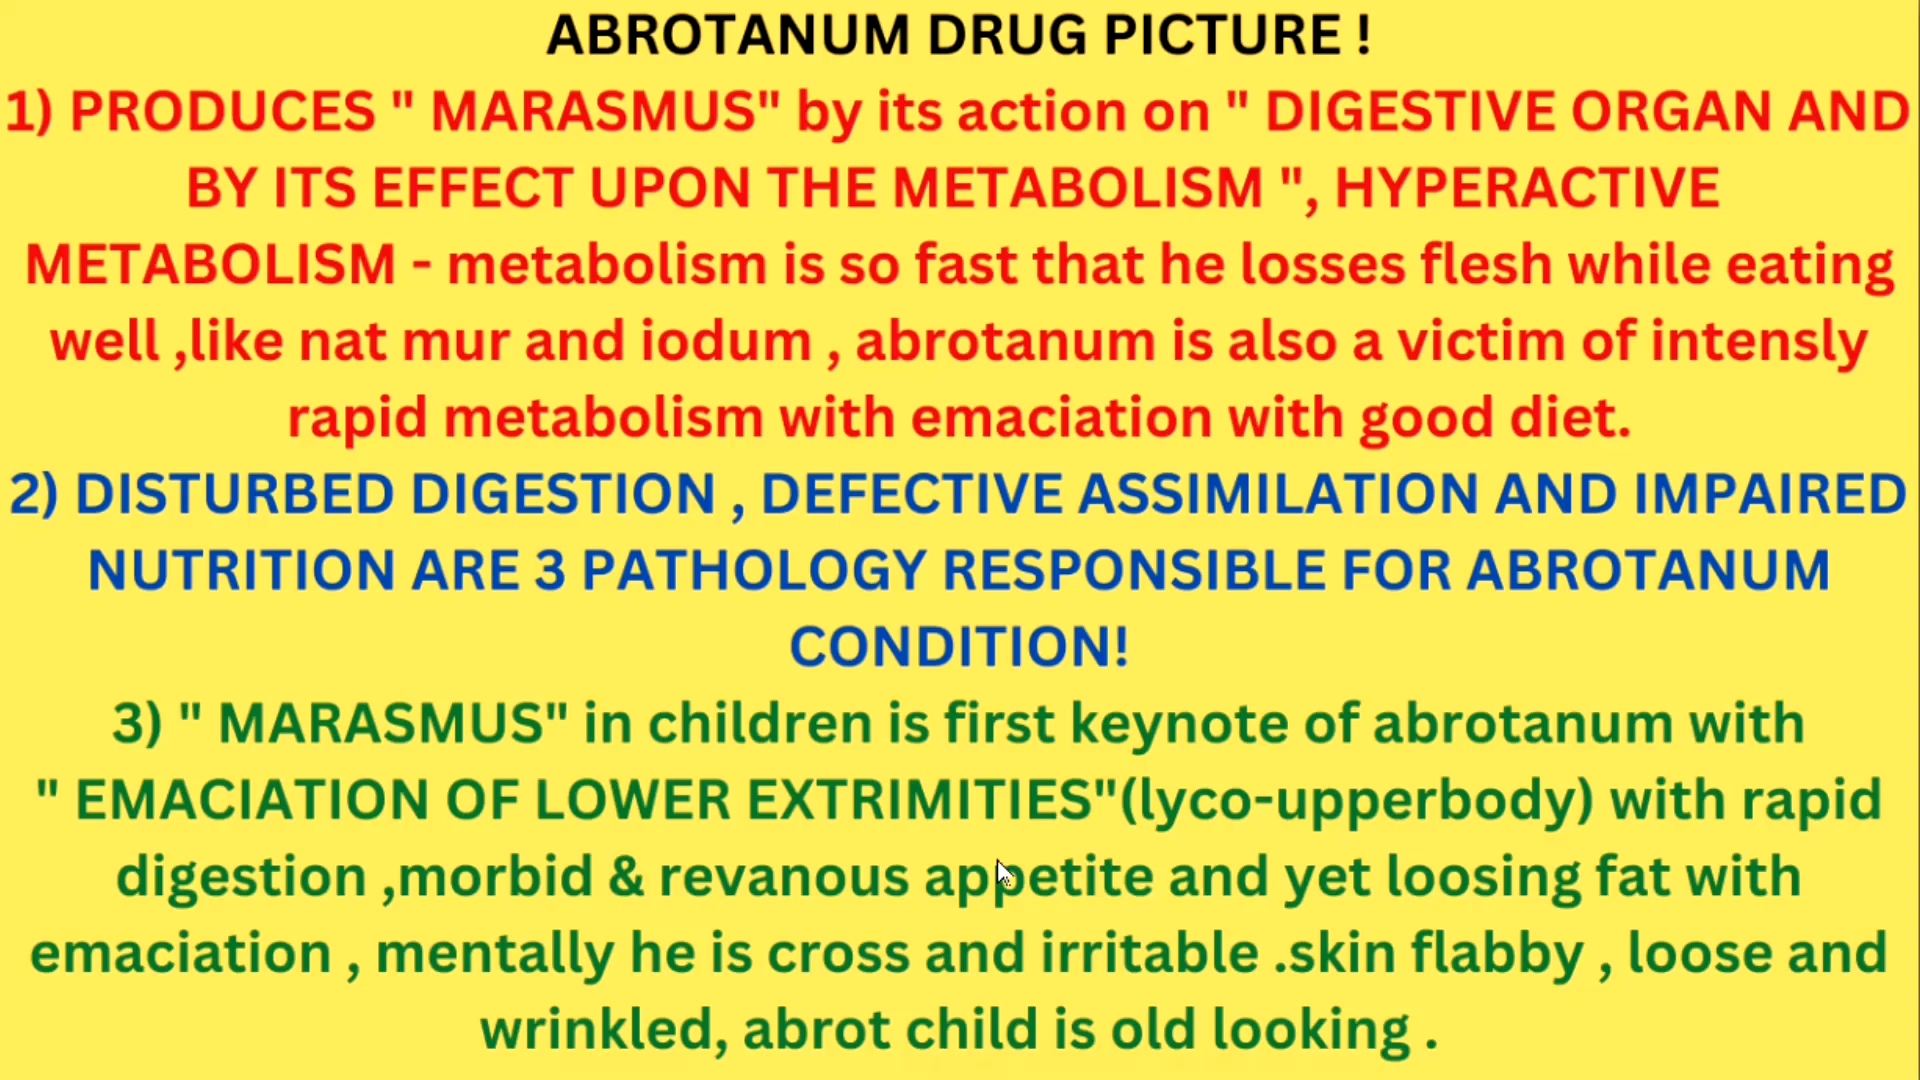 ABROTANUM DRUG PICTURE !
1) PRODUCES " MARASMUS" by its action on " DIGESTIVE ORGAN AND
BY ITS EFFECT UPON THE METABOLISM ", HYPERACTIVE
METABOLISM - metabolism is so fast that he losses flesh while eating
well ,like nat mur and iodum , abrotanum is also a victim of intensly
rapid metabolism with emaciation with good diet.
2) DISTURBED DIGESTION , DEFECTIVE ASSIMILATION AND IMPAIRED
NUTRITION ARE 3 PATHOLOGY RESPONSIBLE FOR ABROTANUM
CONDITION!
3) " MARASMUS" in children is first keynote of abrotanum with
" EMACIATION OF LOWER EXTRIMITIES"(lyco-upperbody) with rapid
digestion ,morbid & revanous appetite and yet loosing fat with
emaciation , mentally he is cross and irritable .skin flabby , loose and
wrinkled, abrot child is old looking .